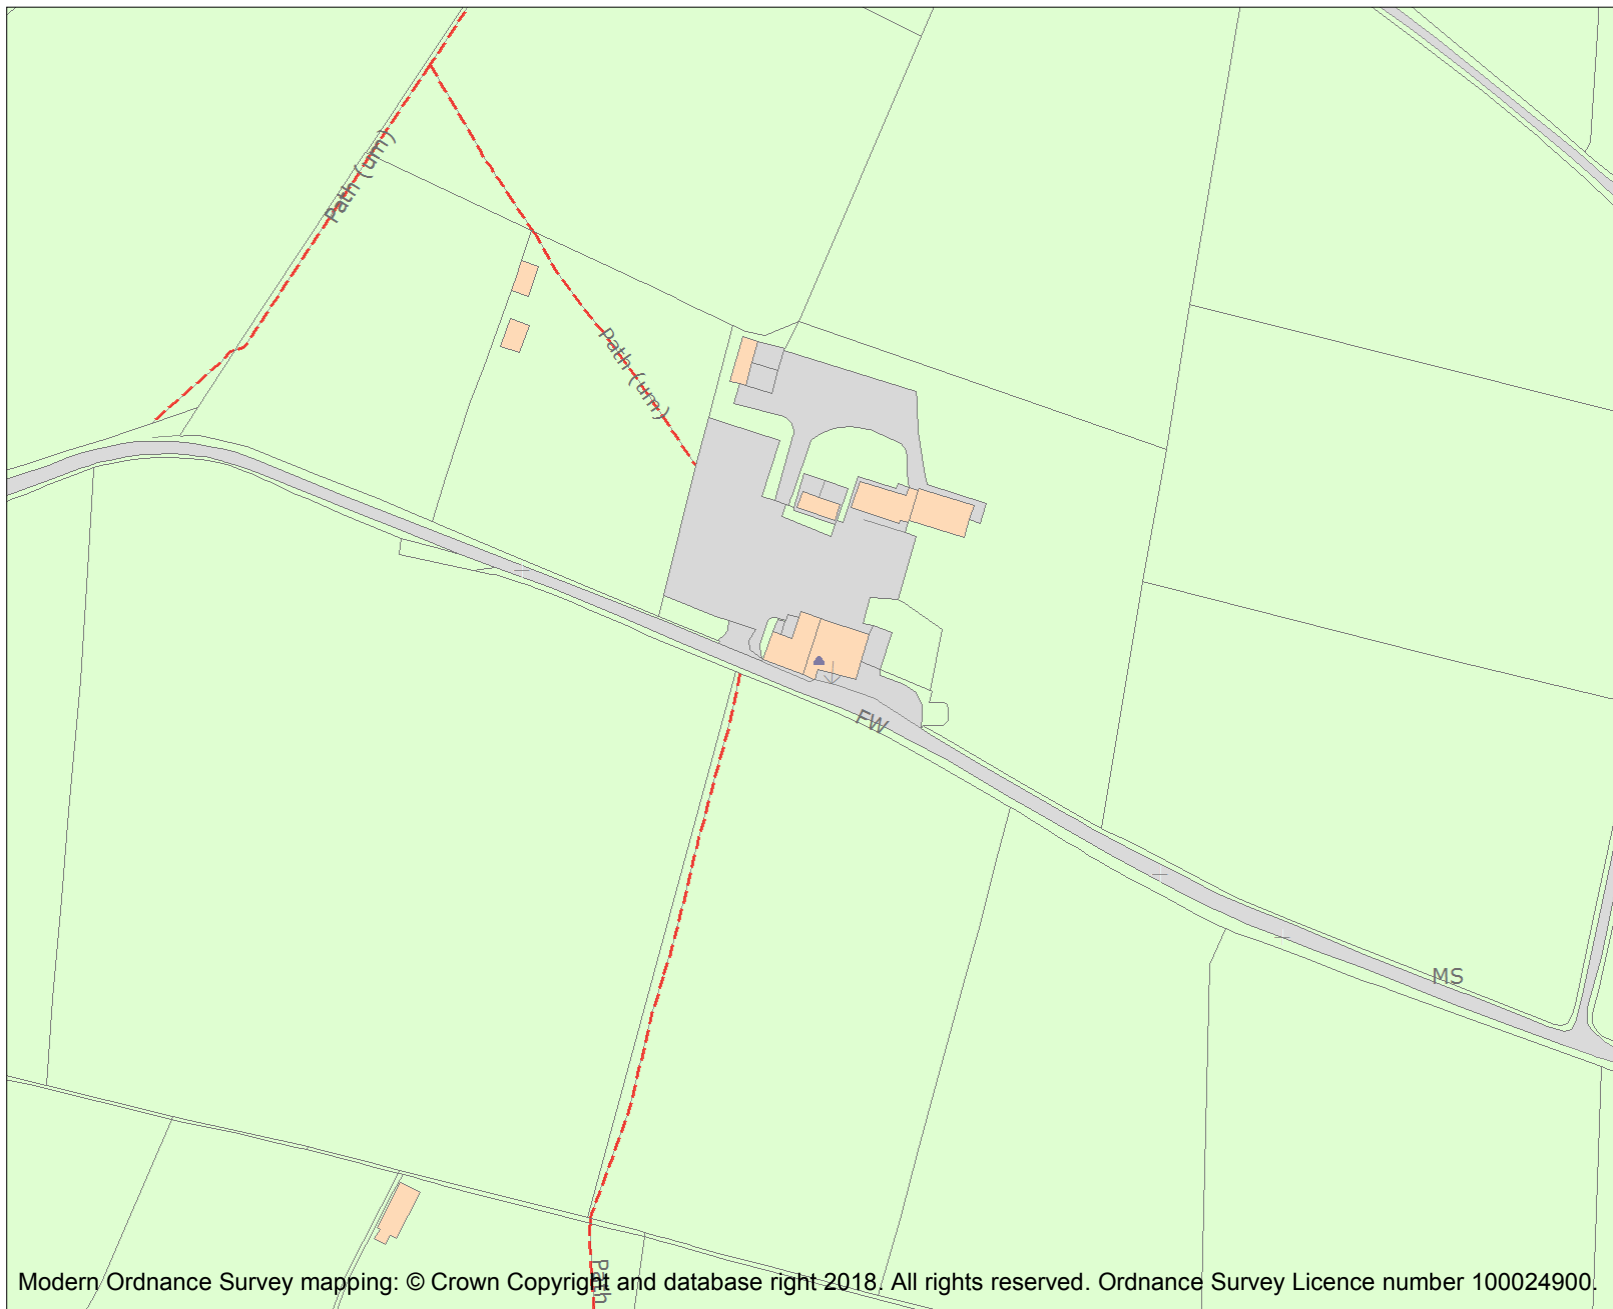 Path (um)
Path (um)
FW
MS
Path
Modern Ordnance Survey mapping: © Crown Copyright and database right 2018. All rights reserved. Ordnance Survey Licence number 100024900.